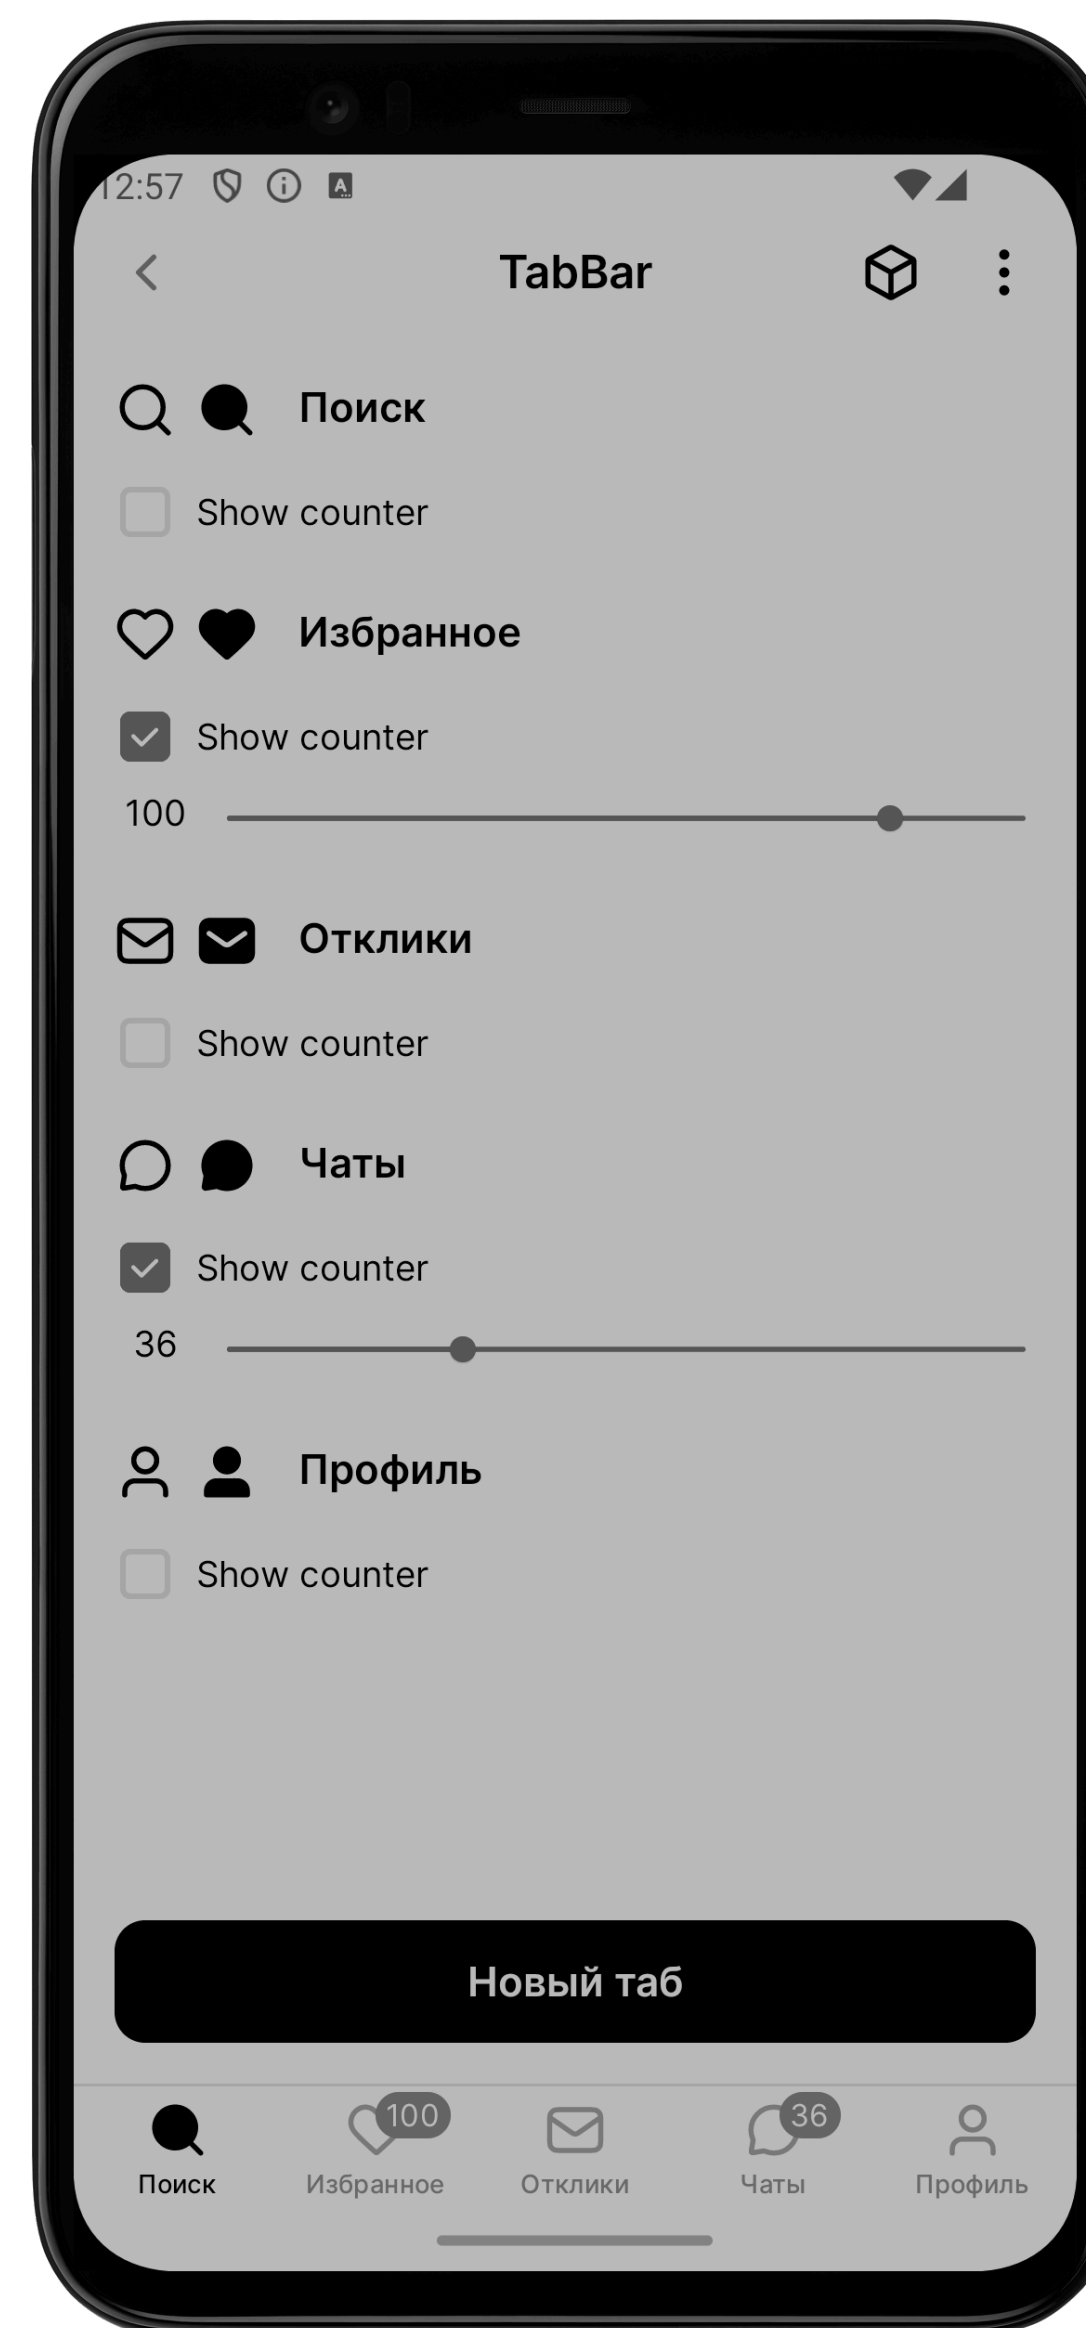 12:57
TabBar
Поиск
Show counter
Избранное
Show counter
100
Отклики
Show counter
Чаты
Show counter
36
Профиль
Show counter
Новый таб
100
36
Поиск
Избранное
Отклики
Чаты
Профиль